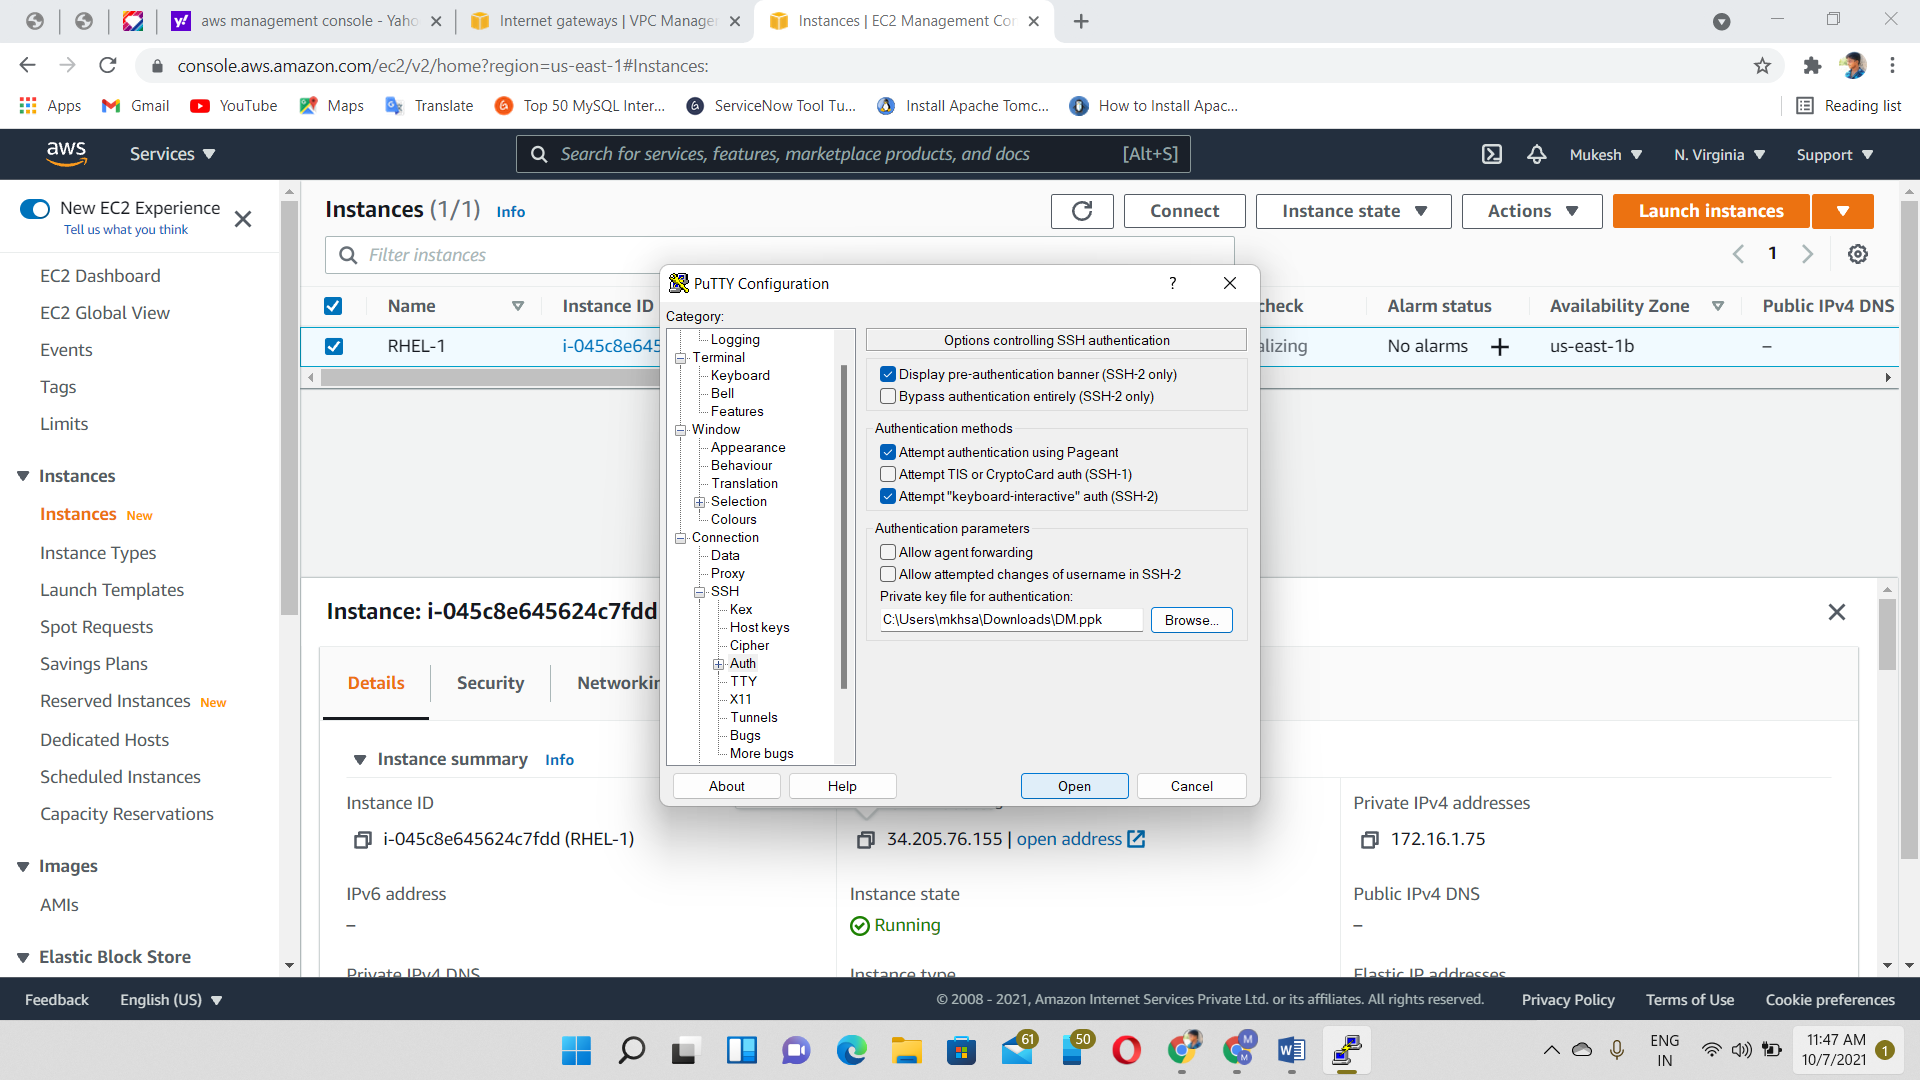 aws management console - Yaho
Internet gateways | VPC Manager
Instances | EC2 Management Con
console.aws.amazon.com/ec2/v2/home?region=us-east-1#Instances:
Apps
Gmail
YouTube
Maps
Translate
Top 50 MySQL Inter...
ServiceNow Tool Tu...
Install Apache Tomc...
How to Install Apac...
Reading list
aws
Services
Search for services, features, marketplace products, and docs
[Alt+S]
Mukesh
N. Virginia
Support
New EC2 Experience
Tell us what you think
EC2 Dashboard
EC2 Global View
Events
Tags
Limits
Instances
Instances New
Instance Types
Launch Templates
Spot Requests
Savings Plans
Reserved Instances New
Dedicated Hosts
Scheduled Instances
Capacity Reservations
Images
AMIs
Elastic Block Store
Instances (1/1) Info
Connect
Instance state
Actions
Launch instances
Filter instances
1
Name
Instance ID
check
Alarm status
Availability Zone
Public IPv4 DNS
RHEL-1
i-045c8e645
alizing
No alarms
us-east-1b
–
PuTTY Configuration
?
Category:
Logging
Terminal
Keyboard
Bell
Features
Window
Appearance
Behaviour
Translation
Selection
Colours
Connection
Data
Proxy
SSH
Kex
Host keys
Cipher
Auth
TTY
X11
Tunnels
Bugs
More bugs
Options controlling SSH authentication
Display pre-authentication banner (SSH-2 only)
Bypass authentication entirely (SSH-2 only)
Authentication methods
Attempt authentication using Pageant
Attempt TIS or CryptoCard auth (SSH-1)
Attempt "keyboard-interactive" auth (SSH-2)
Authentication parameters
Allow agent forwarding
Allow attempted changes of username in SSH-2
Private key file for authentication:
C:\Users\mkhsa\Downloads\DM.ppk
Browse...
About
Help
Open
Cancel
Instance: i-045c8e645624c7fdd
Details
Security
Networkin
Instance summary Info
Instance ID
i-045c8e645624c7fdd (RHEL-1)
34.205.76.155 | open address
Private IPv4 addresses
172.16.1.75
IPv6 address
–
Instance state
Running
Public IPv4 DNS
–
Private IPv4 DNS
Instance type
Elastic IP addresses
Feedback
English (US)
© 2008 - 2021, Amazon Internet Services Private Ltd. or its affiliates. All rights reserved.
Privacy Policy
Terms of Use
Cookie preferences
61
50
ENG
IN
11:47 AM
10/7/2021
1